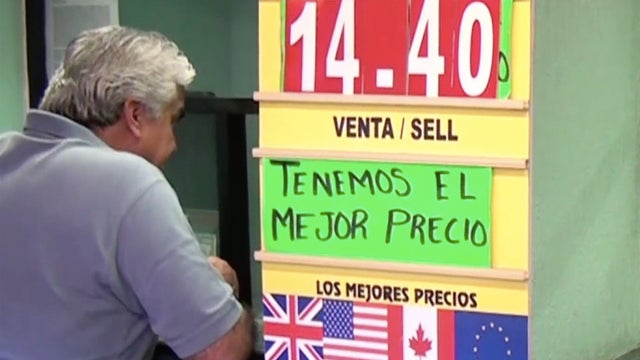 14.40
VENTA / SELL
TENEMOS EL
MEJOR PRECIO
LOS MEJORES PRECIOS